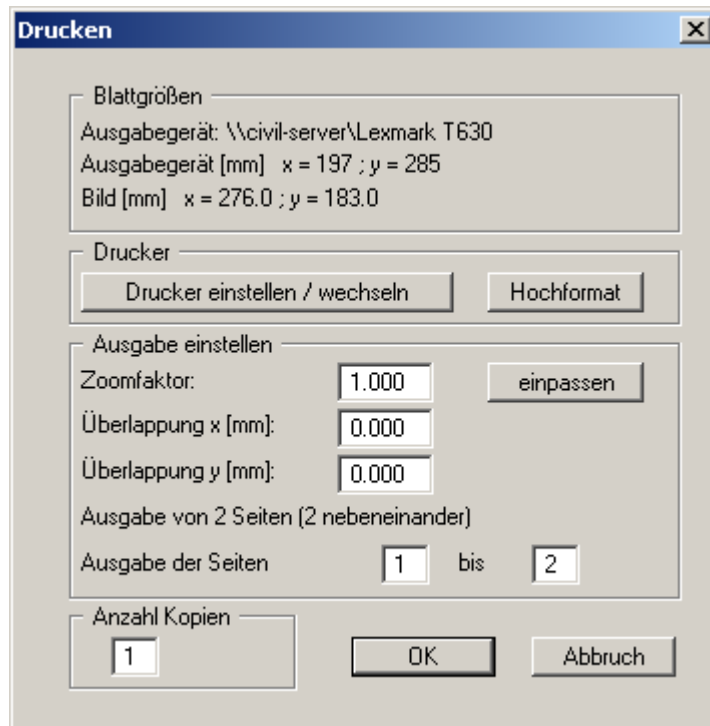 Drucken
Blattgrößen
Ausgabegerät: \\civil-server\Lexmark T630
Ausgabegerät [mm] x = 197 ; y = 285
Bild [mm] x = 276.0 ; y = 183.0
Drucker
Drucker einstellen / wechseln Hochformat
Ausgabe einstellen
Zoomfaktor: 1.000 einpassen
Überlappung x [mm]: 0.000
Überlappung y [mm]: 0.000
Ausgabe von 2 Seiten (2 nebeneinander)
Ausgabe der Seiten 1 bis 2
Anzahl Kopien
1 OK Abbruch